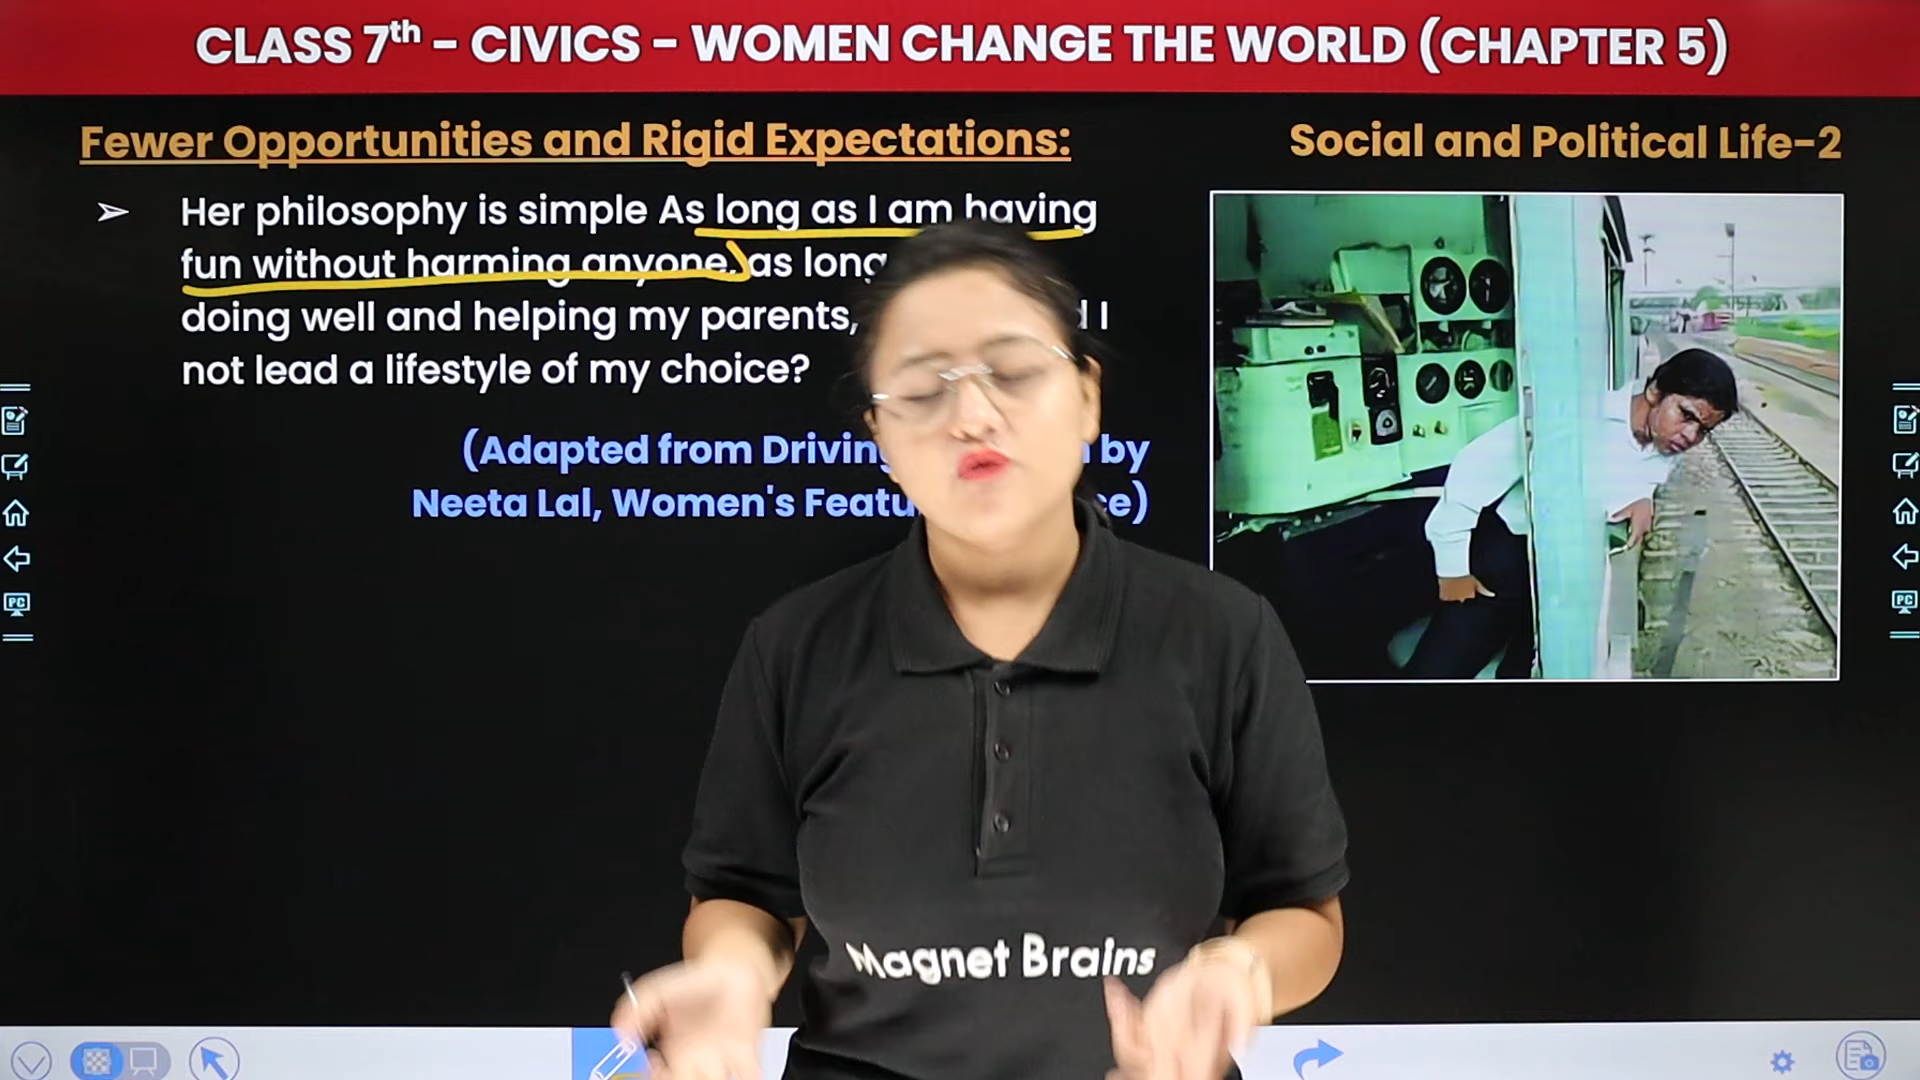 CLASS 7th – CIVICS – WOMEN CHANGE THE WORLD (CHAPTER 5)
Fewer Opportunities and Rigid Expectations:
Social and Political Life–2
➢ Her philosophy is simple As long as I am having
fun without harming anyone, as long
doing well and helping my parents, I
not lead a lifestyle of my choice?
(Adapted from by
Neeta Lal, Women's
PC
PC
Magnet Brains